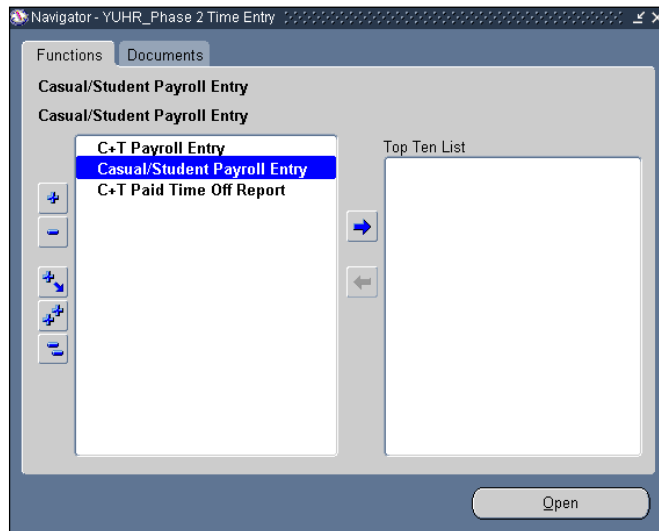 Navigator - YUHR_Phase 2 Time Entry
Functions
Documents
Casual/Student Payroll Entry
Casual/Student Payroll Entry
C+T Payroll Entry
Casual/Student Payroll Entry
C+T Paid Time Off Report
Top Ten List
Open